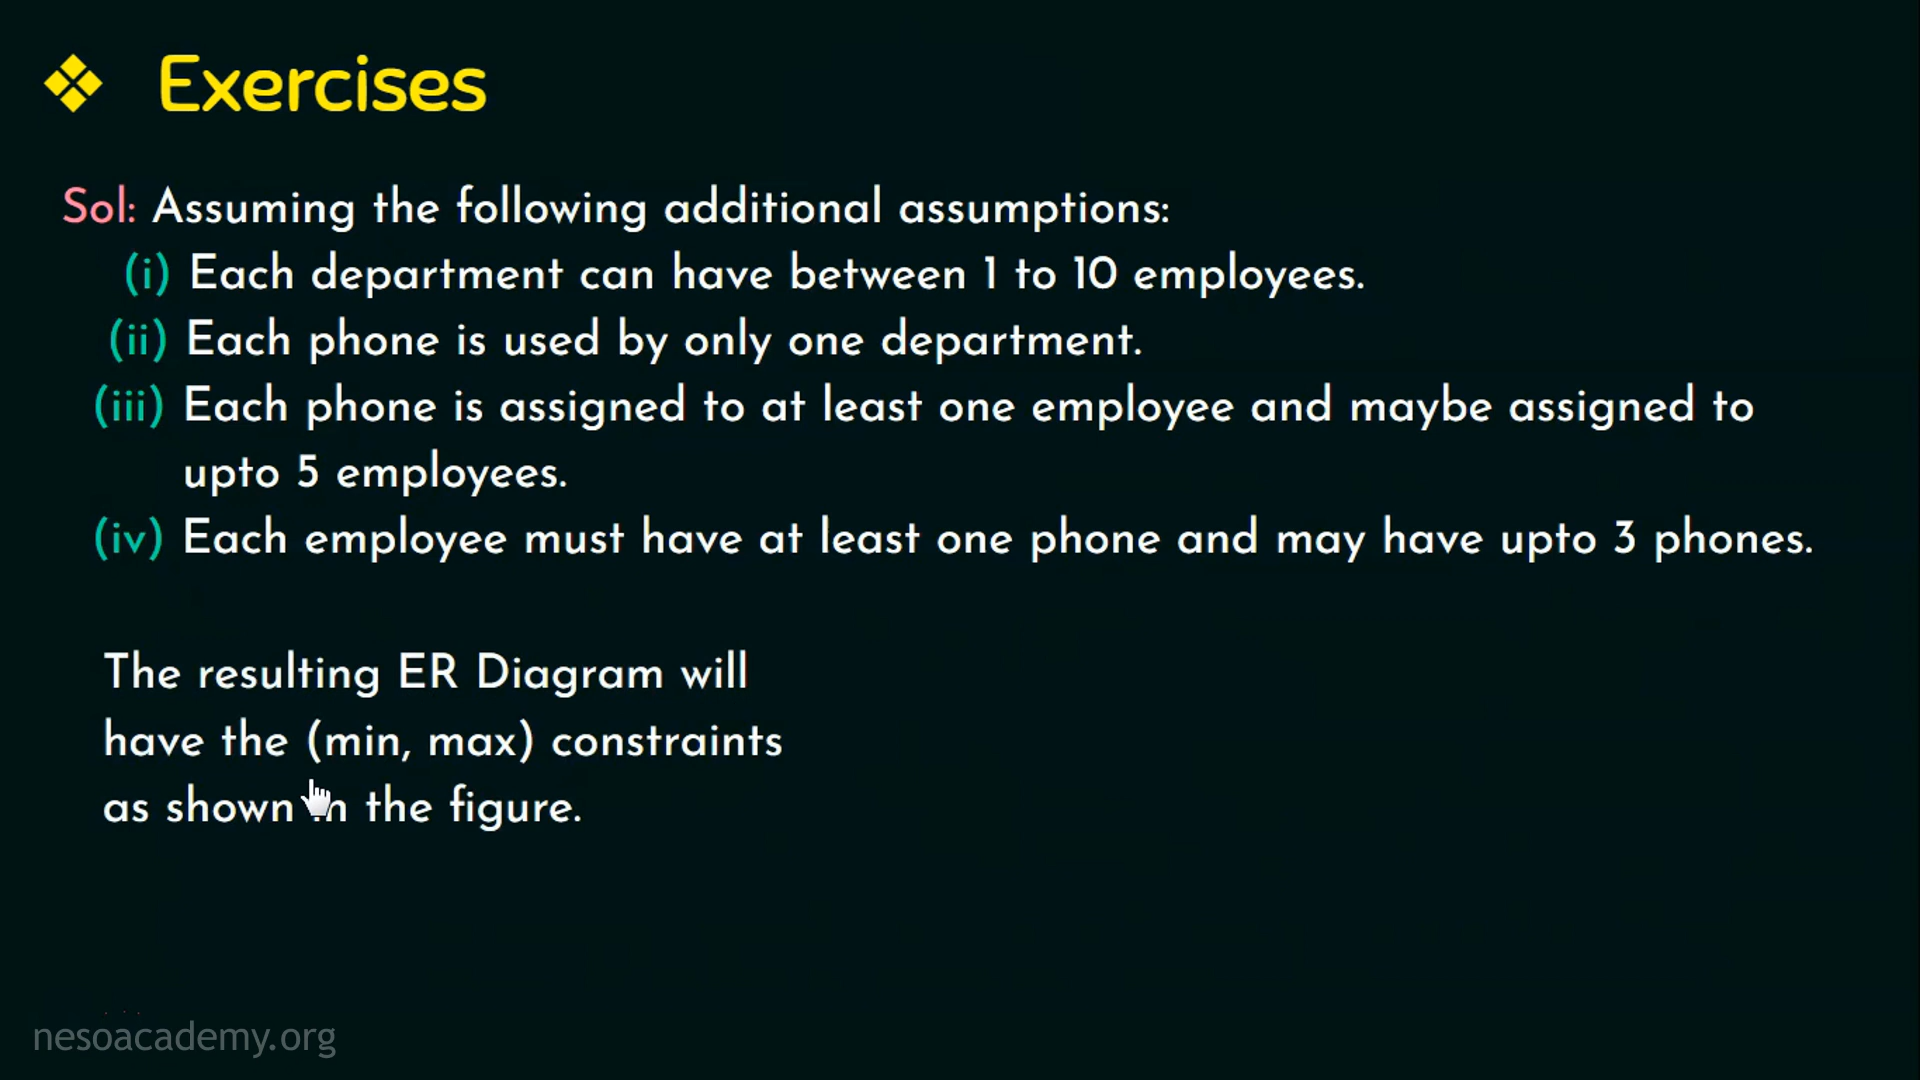 Exercises
Sol: Assuming the following additional assumptions:
(i) Each department can have between 1 to 10 employees.
(ii) Each phone is used by only one department.
(iii) Each phone is assigned to at least one employee and maybe assigned to
upto 5 employees.
(iv) Each employee must have at least one phone and may have upto 3 phones.
The resulting ER Diagram will
have the (min, max) constraints
as shown in the figure.
nesoacademy.org